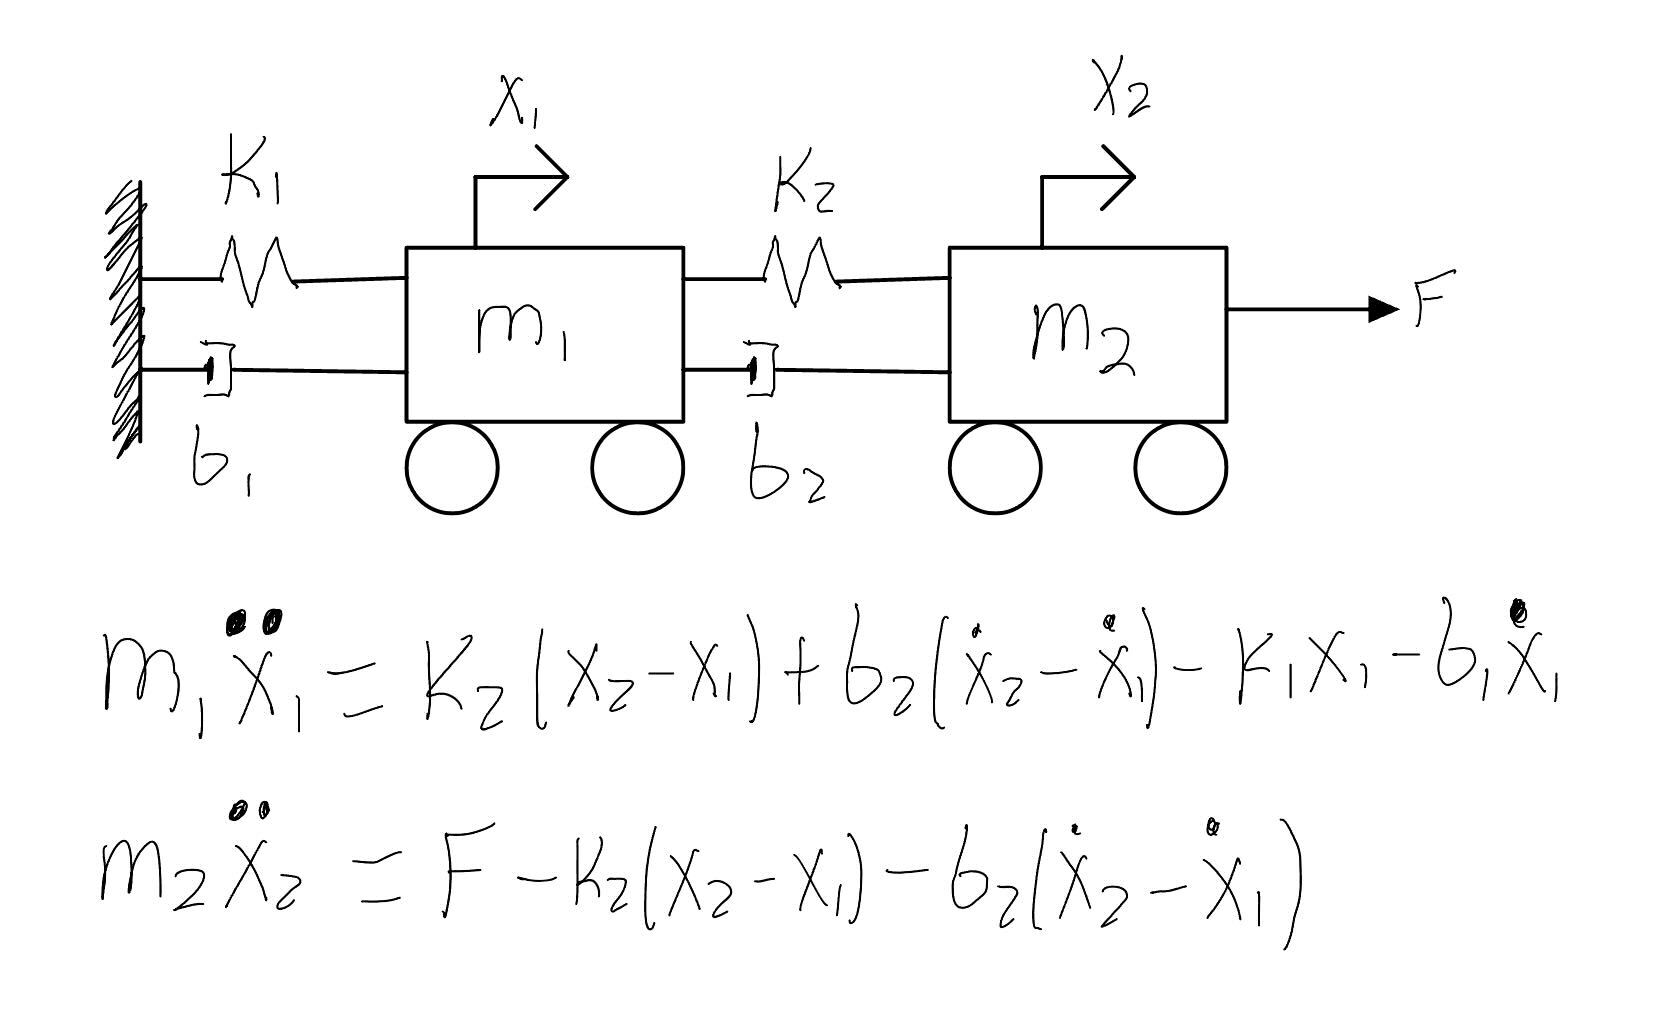 x₁ x₂
K₁ K₂
m₁ m₂ F
b₁ b₂
m₁ẍ₁ = K₂(x₂-x₁) + b₂(ẋ₂-ẋ₁) - K₁x₁ - b₁ẋ₁
m₂ẍ₂ = F - K₂(x₂-x₁) - b₂(ẋ₂-ẋ₁)